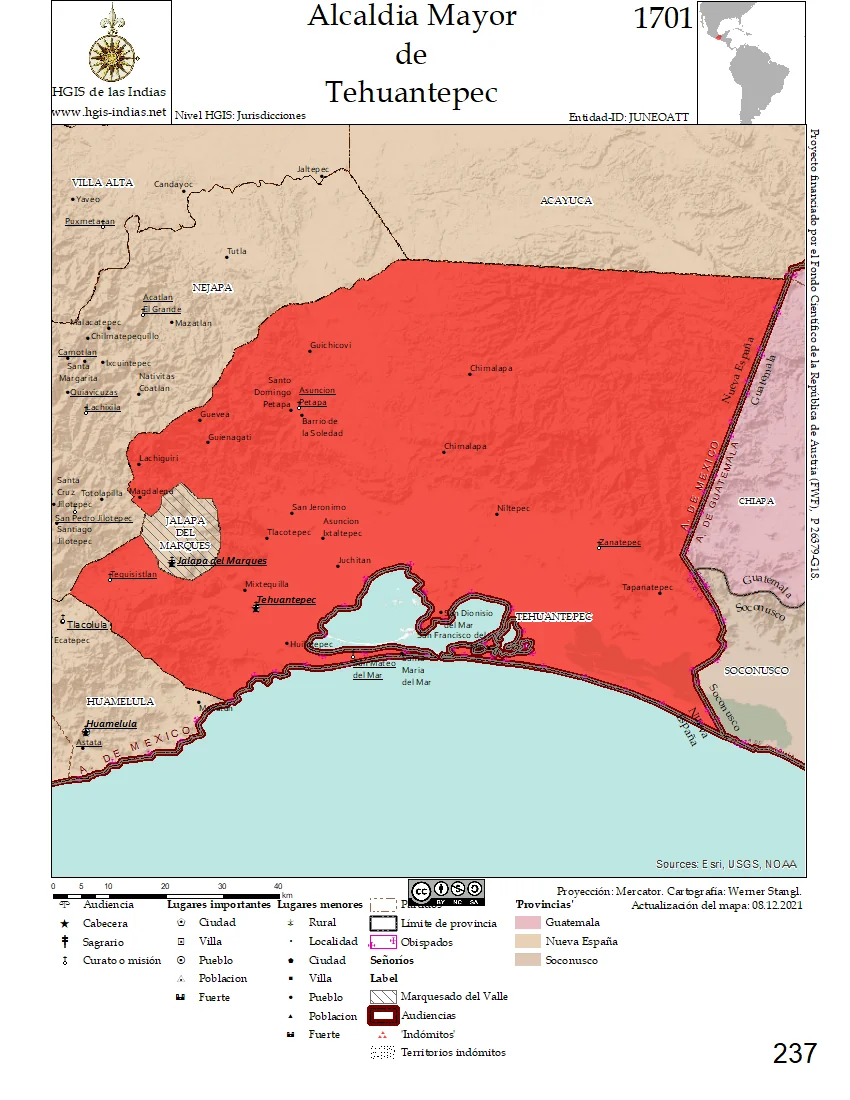 Alcaldia Mayor
de
Tehuantepec
1701
HGIS de las Indias
www.hgis-indias.net
Nivel HGIS: Jurisdicciones
Entidad-ID: JUNEOATT
Proyecto financiado por el Fondo Científico de la República de Austria (FWF), P 26379-G18.
Jaltepec
VILLA ALTA
Candayoc
Yaveo
ACAYUCA
Puxmetacan
Tutla
NEJAPA
Acatlan
El Grande
Malacatepec
Mazatlan
Chilmatepequillo
Guichicovi
Camotlan
Ixcuintepec
Santa
Margarita
Nativitas
Coatlan
Chimalapa
Santo
Domingo
Petapa
Asuncion
Petapa
Quiavicuzas
Lachixila
Guevea
Barrio de
la Soledad
Guienagati
Chimalapa
Lachiguiri
Nueva España
Guatemala
A. DE MEXICO
A. DE GUATEMALA
Santa
Cruz
Jilotepec
Totolapilla
Magdalena
CHIAPA
San Jeronimo
Niltepec
San Pedro Jilotepec
Santiago
Jilotepec
JALAPA
DEL
MARQUES
Asuncion
Ixtaltepec
Tlacotepec
Zanatepec
Jalapa del Marques
Juchitan
Tequisistlan
Mixtequilla
Tapanatepec
Guatemala
Soconusco
Tehuantepec
San Dionisio
del Mar
TEHUANTEPEC
Tlacolula
San Francisco del
Ecatepec
San Mateo
del Mar
Maria
del Mar
SOCONUSCO
HUAMELULA
Soconusco
Nueva
España
Huamelula
Astata
A. DE MEXICO
Sources: Esri, USGS, NOAA
0 5 10 20 30 40
km
CC BY NC SA
Proyección: Mercator. Cartografía: Werner Stangl.
Actualización del mapa: 08.12.2021
Audiencia
Cabecera
Sagrario
Curato o misión
Lugares importantes
Ciudad
Villa
Pueblo
Poblacion
Fuerte
Lugares menores
Rural
Localidad
Ciudad
Villa
Pueblo
Poblacion
Fuerte
Límite de provincia
Obispados
Señoríos
Label
Marquesado del Valle
Audiencias
'Indómitos'
Territorios indómitos
'Provincias'
Guatemala
Nueva España
Soconusco
237